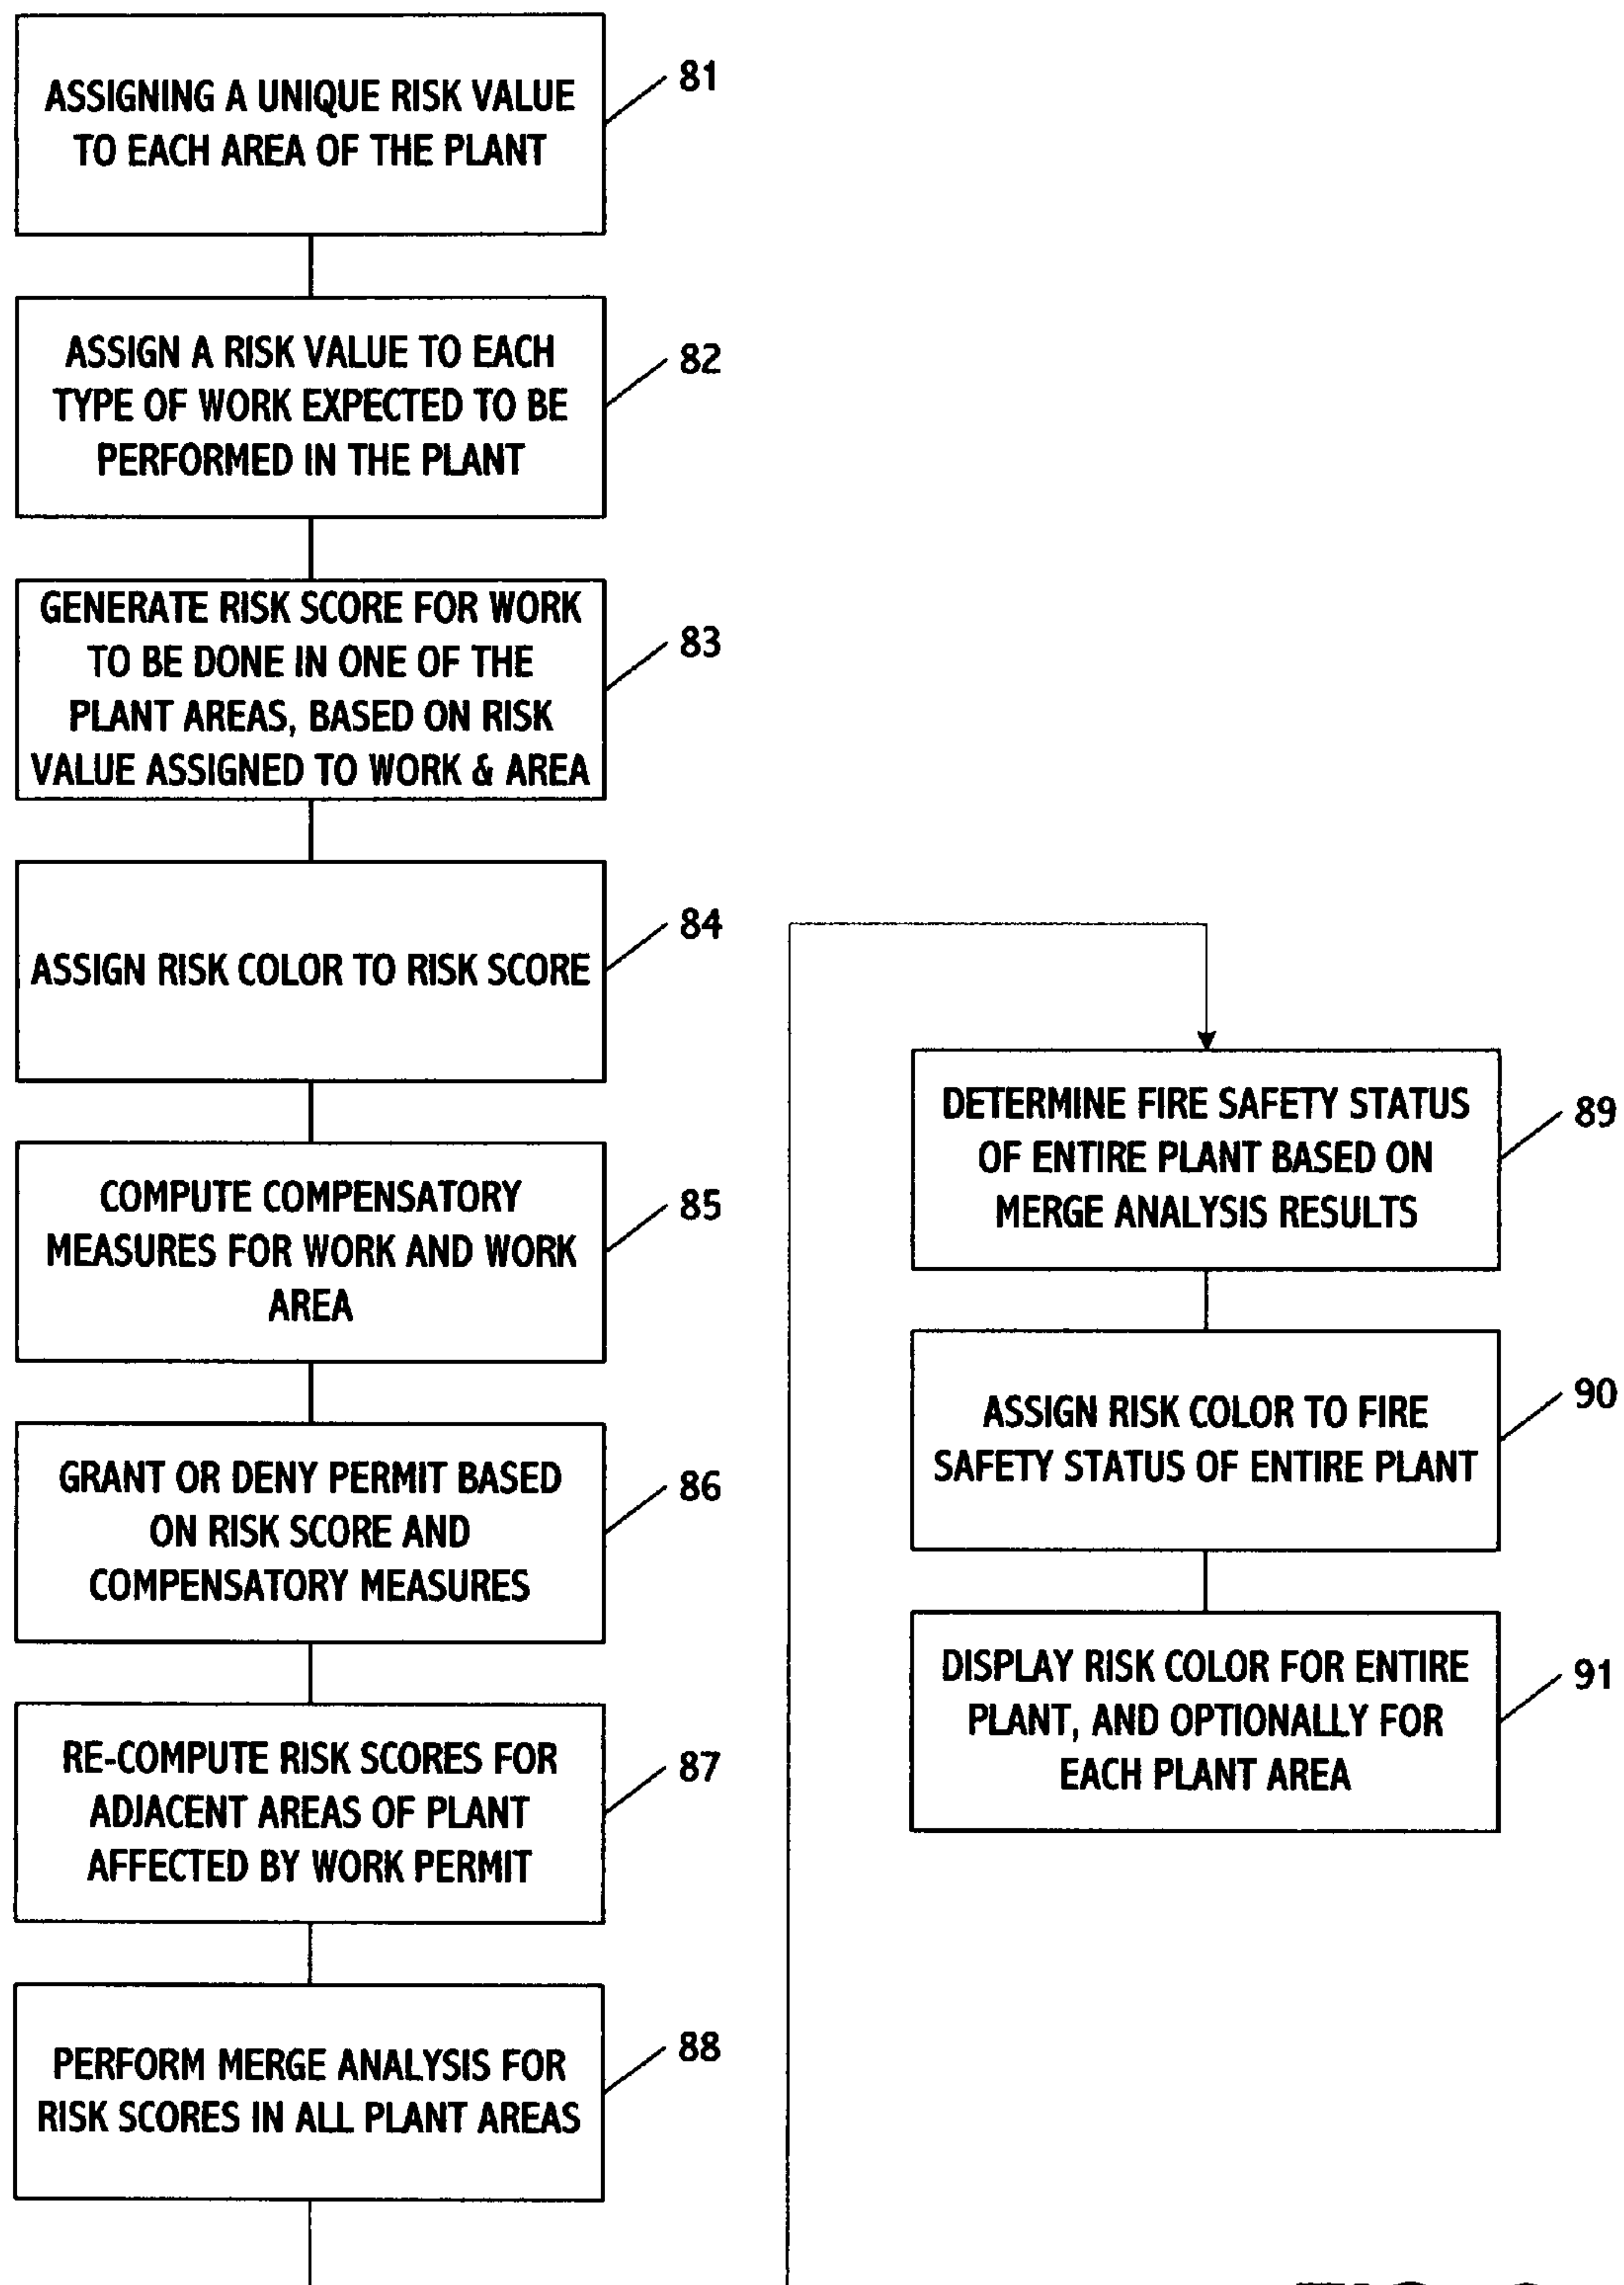 ASSIGNING A UNIQUE RISK VALUE
TO EACH AREA OF THE PLANT
81
ASSIGN A RISK VALUE TO EACH
TYPE OF WORK EXPECTED TO BE
PERFORMED IN THE PLANT
82
GENERATE RISK SCORE FOR WORK
TO BE DONE IN ONE OF THE
PLANT AREAS, BASED ON RISK
VALUE ASSIGNED TO WORK & AREA
83
ASSIGN RISK COLOR TO RISK SCORE
84
COMPUTE COMPENSATORY
MEASURES FOR WORK AND WORK
AREA
85
GRANT OR DENY PERMIT BASED
ON RISK SCORE AND
COMPENSATORY MEASURES
86
RE-COMPUTE RISK SCORES FOR
ADJACENT AREAS OF PLANT
AFFECTED BY WORK PERMIT
87
PERFORM MERGE ANALYSIS FOR
RISK SCORES IN ALL PLANT AREAS
88
DETERMINE FIRE SAFETY STATUS
OF ENTIRE PLANT BASED ON
MERGE ANALYSIS RESULTS
89
ASSIGN RISK COLOR TO FIRE
SAFETY STATUS OF ENTIRE PLANT
90
DISPLAY RISK COLOR FOR ENTIRE
PLANT, AND OPTIONALLY FOR
EACH PLANT AREA
91